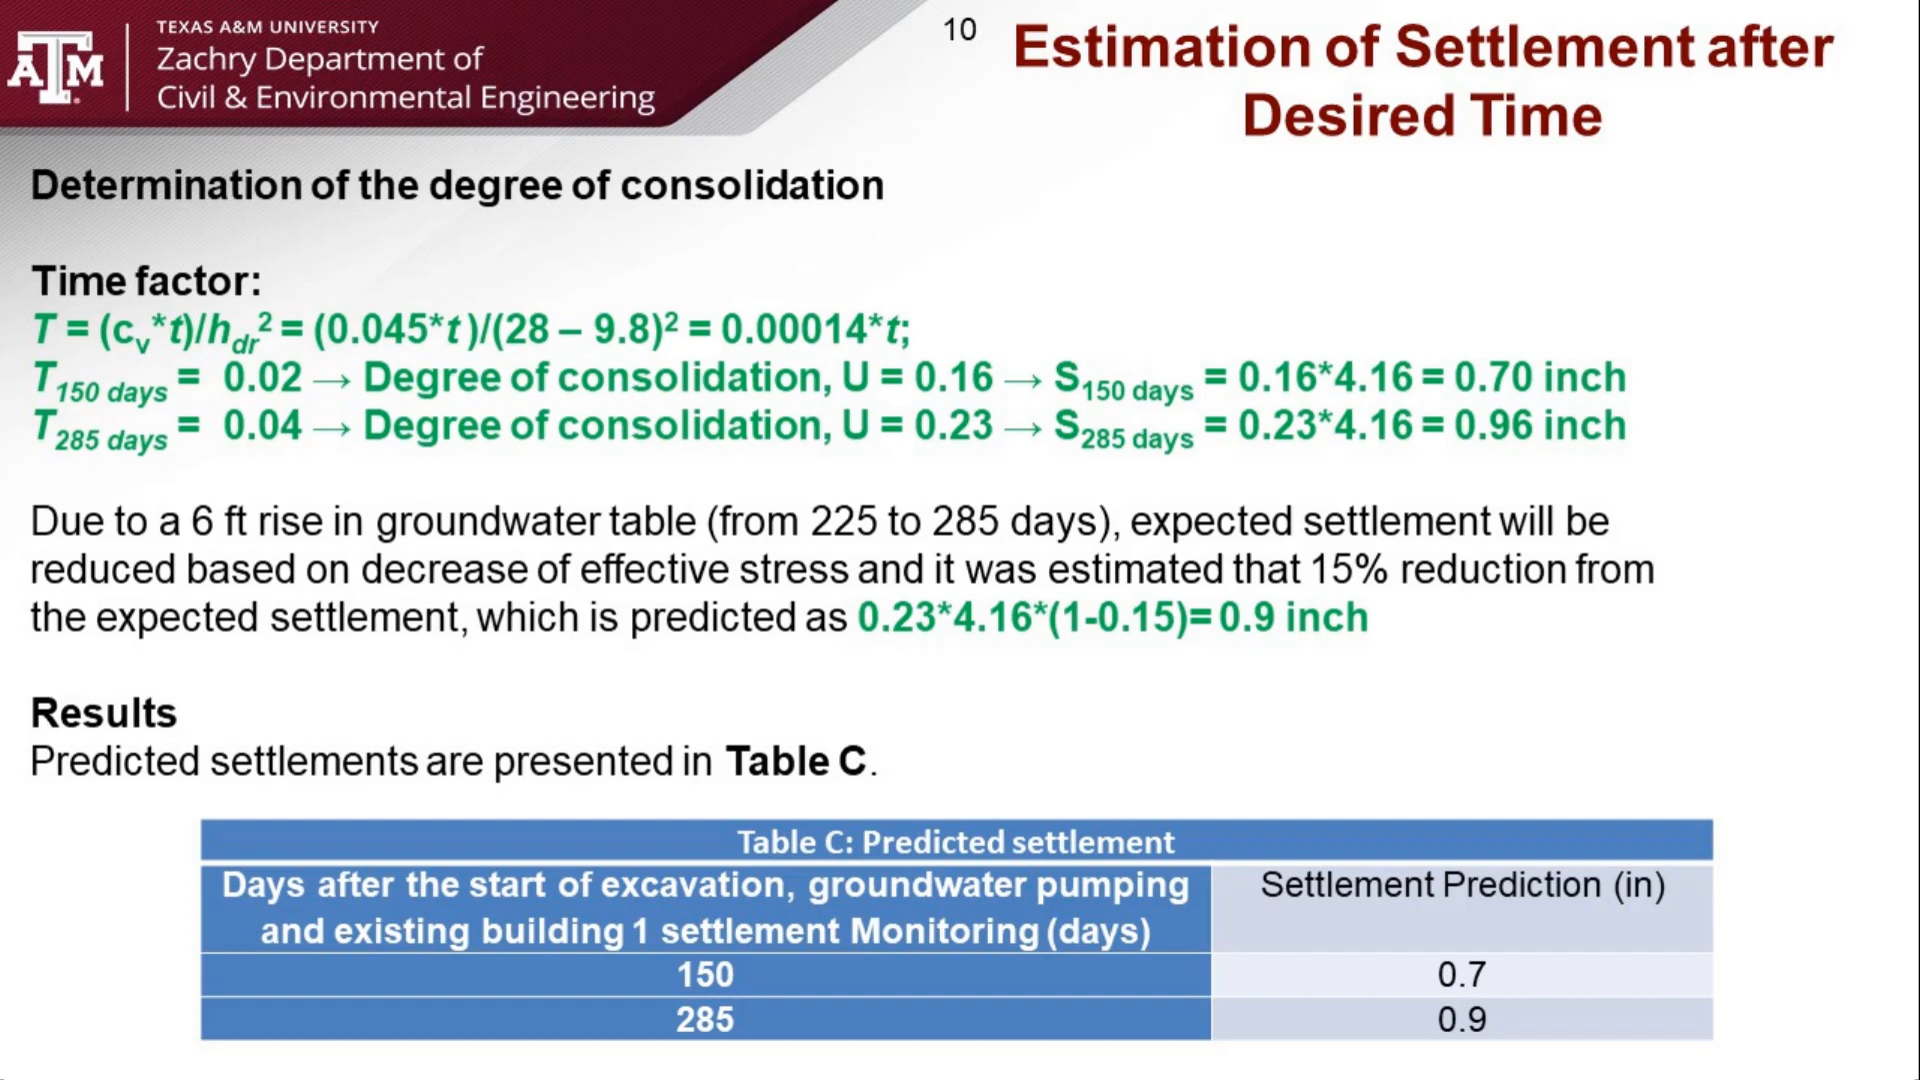 TEXAS A&M UNIVERSITY
Zachry Department of
Civil & Environmental Engineering
ATM
10
Estimation of Settlement after
Desired Time
Determination of the degree of consolidation
Time factor:
T = (cv*t)/hdr² = (0.045*t)/(28 – 9.8)² = 0.00014*t;
T150 days = 0.02 → Degree of consolidation, U = 0.16 → S150 days = 0.16*4.16 = 0.70 inch
T285 days = 0.04 → Degree of consolidation, U = 0.23 → S285 days = 0.23*4.16 = 0.96 inch
Due to a 6 ft rise in groundwater table (from 225 to 285 days), expected settlement will be
reduced based on decrease of effective stress and it was estimated that 15% reduction from
the expected settlement, which is predicted as 0.23*4.16*(1-0.15)= 0.9 inch
Results
Predicted settlements are presented in Table C.
Table C: Predicted settlement
Days after the start of excavation, groundwater pumping
and existing building 1 settlement Monitoring (days)
Settlement Prediction (in)
150 0.7
285 0.9